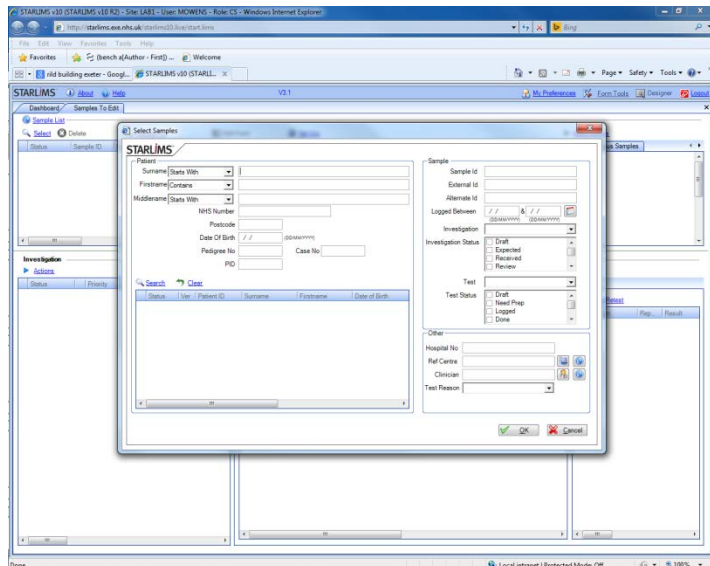 STARLIMS v10 (STARLIMS v10 R2) - Site: LAB1 - User: MOWENS - Role: CS - Windows Internet Explorer
http://starlims.exe.nhs.uk/starlims10.live/start.lims
Bing
File Edit View Favorites Tools Help
Favorites (bench a(Author - First)) ... Welcome
rild building exeter - Googl... STARLIMS v10 (STARLI... Page Safety Tools
STARLIMS About Help V3.1 My Preferences Form Tools Designer Logout
Dashboard Samples To Edit
Sample List
Select Delete
Status Sample ID
us Samples
Investigation
Actions
Status Priority
Retest
Rep... Result
Select Samples
STARLIMS
Patient
Surname Starts With
Firstname Contains
Middlename Starts With
NHS Number
Postcode
Date Of Birth / / (DD/MM/YYYY)
Pedigree No Case No
PID
Search Clear
Status Ver Patient ID Surname Firstname Date of Birth
Sample
Sample Id
External Id
Alternate Id
Logged Between / / & / /
(DD/MM/YYYY) (DD/MM/YYYY)
Investigation
Investigation Status Draft
Expected
Received
Review
Test
Test Status Draft
Need Prep
Logged
Done
Other
Hospital No
Ref Centre
Clinician
Test Reason
OK Cancel
Done Local intranet | Protected Mode: Off 100%